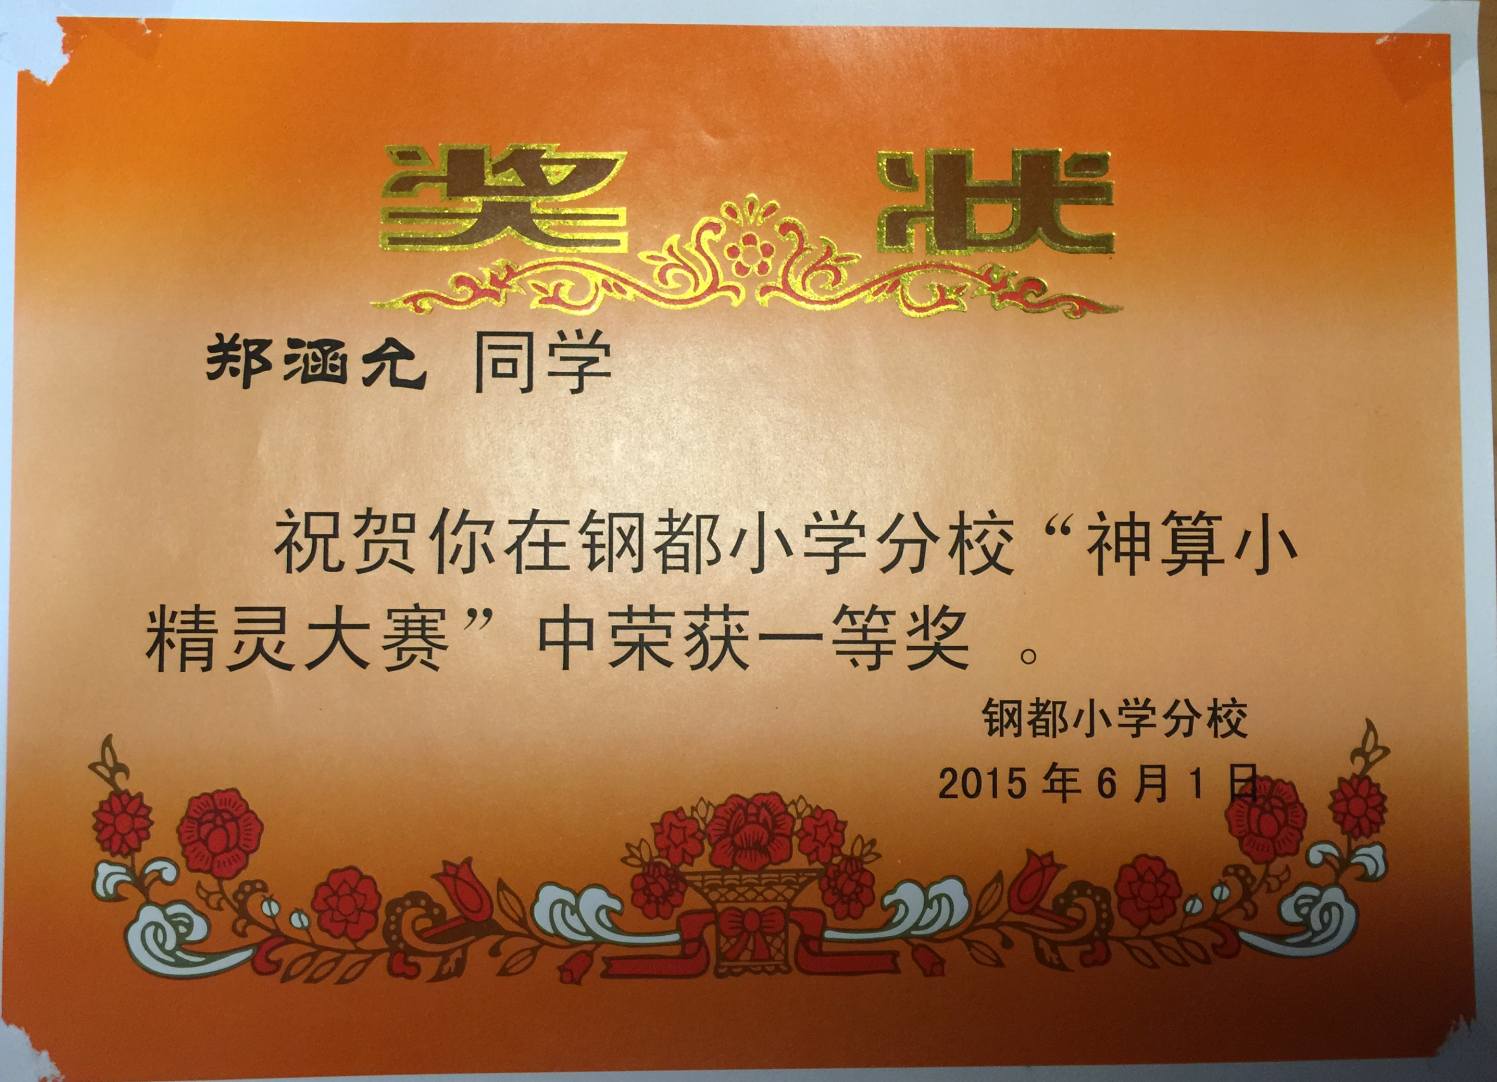 奖状
郑涵允 同学
祝贺你在钢都小学分校“神算小
精灵大赛”中荣获一等奖 。
钢都小学分校
2015 年 6 月 1 日